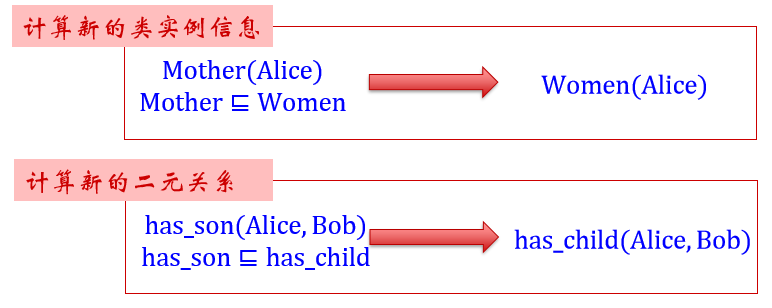 计算新的类实例信息
Mother(Alice)
Mother ⊑ Women
Women(Alice)
计算新的二元关系
has_son(Alice, Bob)
has_son ⊑ has_child
has_child(Alice, Bob)